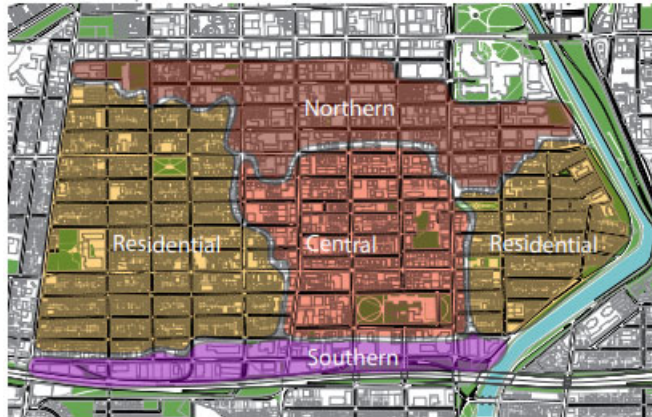 Northern
Residential
Central
Residential
Southern